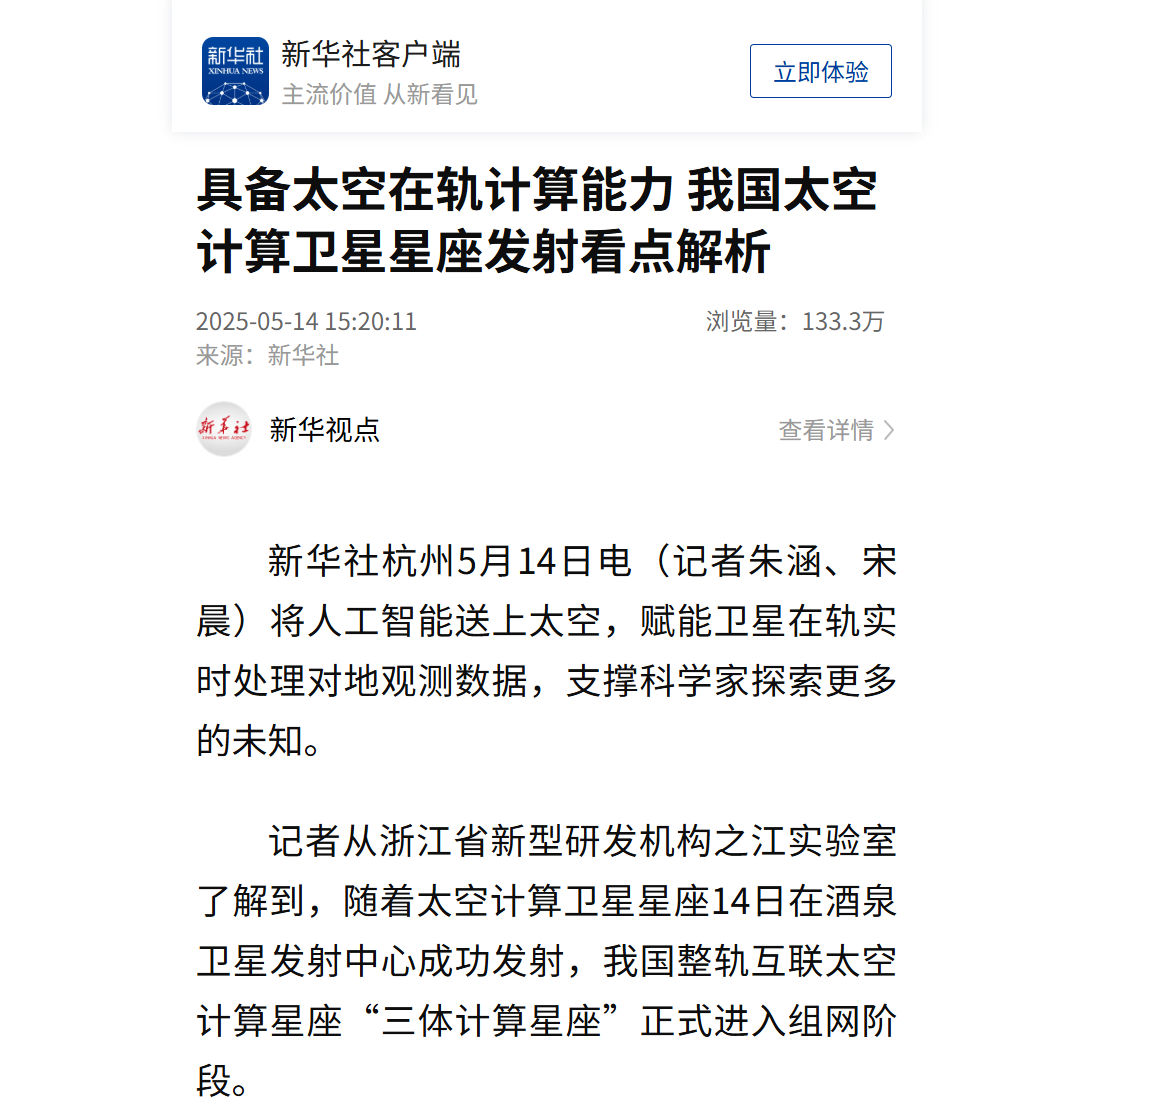 新华社
XINHUA NEWS
新华社客户端
主流价值 从新看见
立即体验
具备太空在轨计算能力 我国太空
计算卫星星座发射看点解析
2025-05-14 15:20:11
浏览量：133.3万
来源：新华社
新华社
XINHUA NEWS AGENCY
新华视点
查看详情
新华社杭州5月14日电（记者朱涵、宋
晨）将人工智能送上太空，赋能卫星在轨实
时处理对地观测数据，支撑科学家探索更多
的未知。
记者从浙江省新型研发机构之江实验室
了解到，随着太空计算卫星星座14日在酒泉
卫星发射中心成功发射，我国整轨互联太空
计算星座“三体计算星座”正式进入组网阶
段。